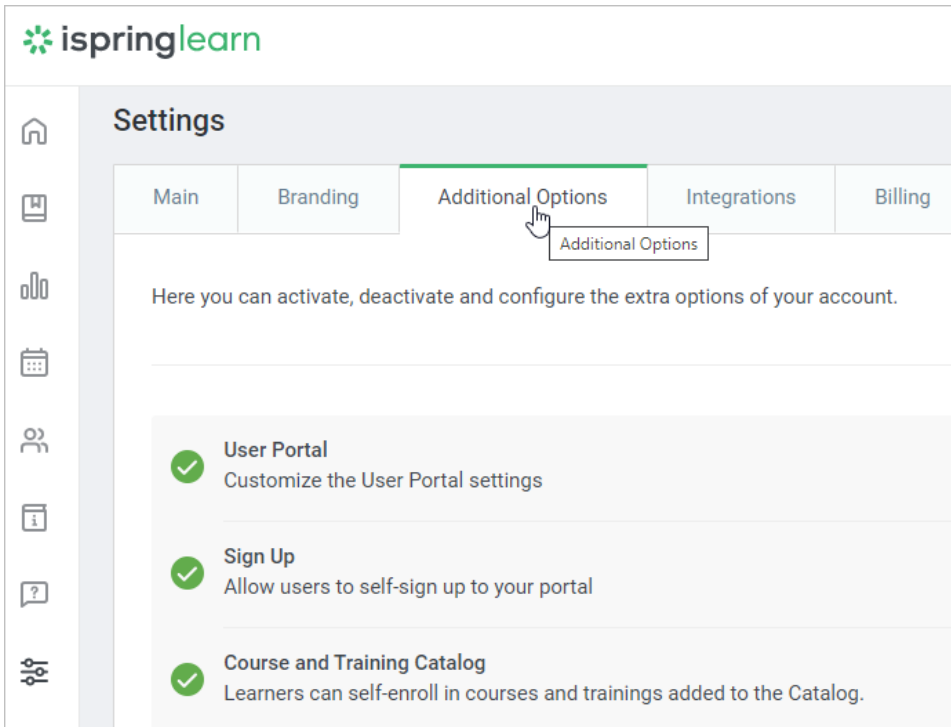 ispringlearn
Settings
Main Branding Additional Options Integrations Billing
Additional Options
Here you can activate, deactivate and configure the extra options of your account.
User Portal
Customize the User Portal settings
Sign Up
Allow users to self-sign up to your portal
Course and Training Catalog
Learners can self-enroll in courses and trainings added to the Catalog.